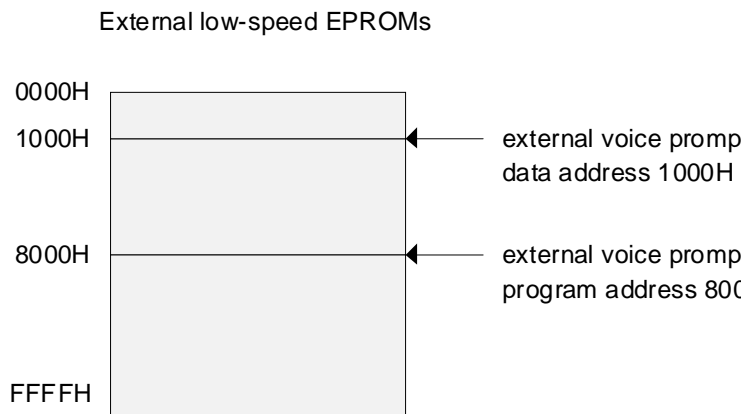 External low-speed EPROMs
0000H
1000H
external voice promp
data address 1000H
8000H
external voice promp
program address 800
FFFFH